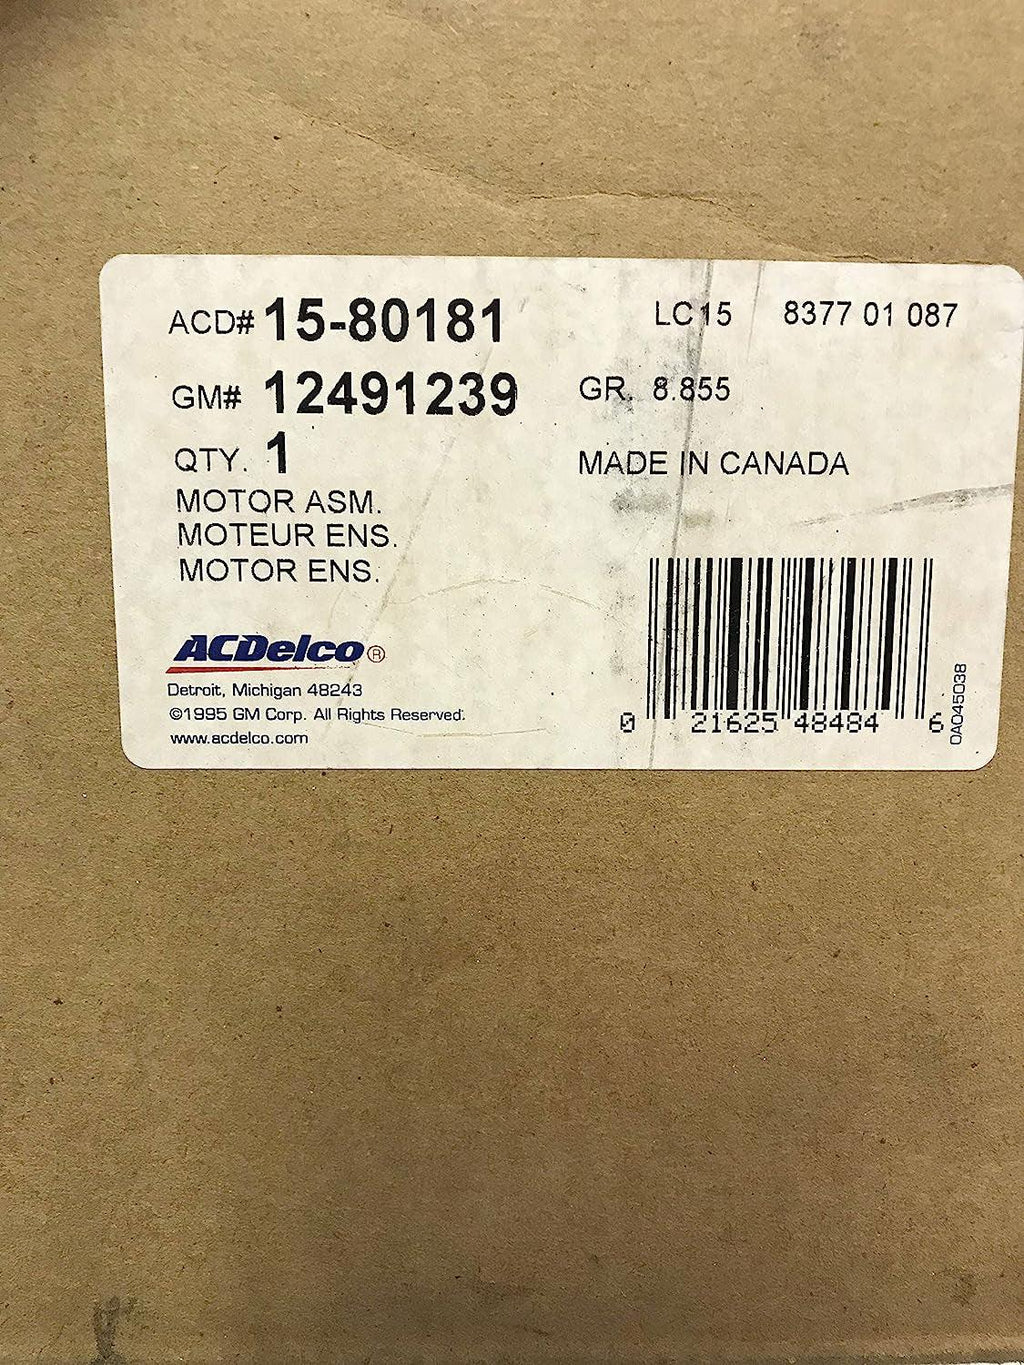 ACD# 15-80181 LC15 8377 01 087
GM# 12491239 GR. 8.855
QTY. 1 MADE IN CANADA
MOTOR ASM.
MOTEUR ENS.
MOTOR ENS.
ACDelco®
Detroit, Michigan 48243
©1995 GM Corp. All Rights Reserved.
www.acdelco.com
0 21625 48484 6
0A045038